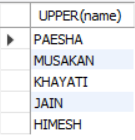 UPPER(name)
PAESHA
MUSAKAN
KHAYATI
JAIN
HIMESH